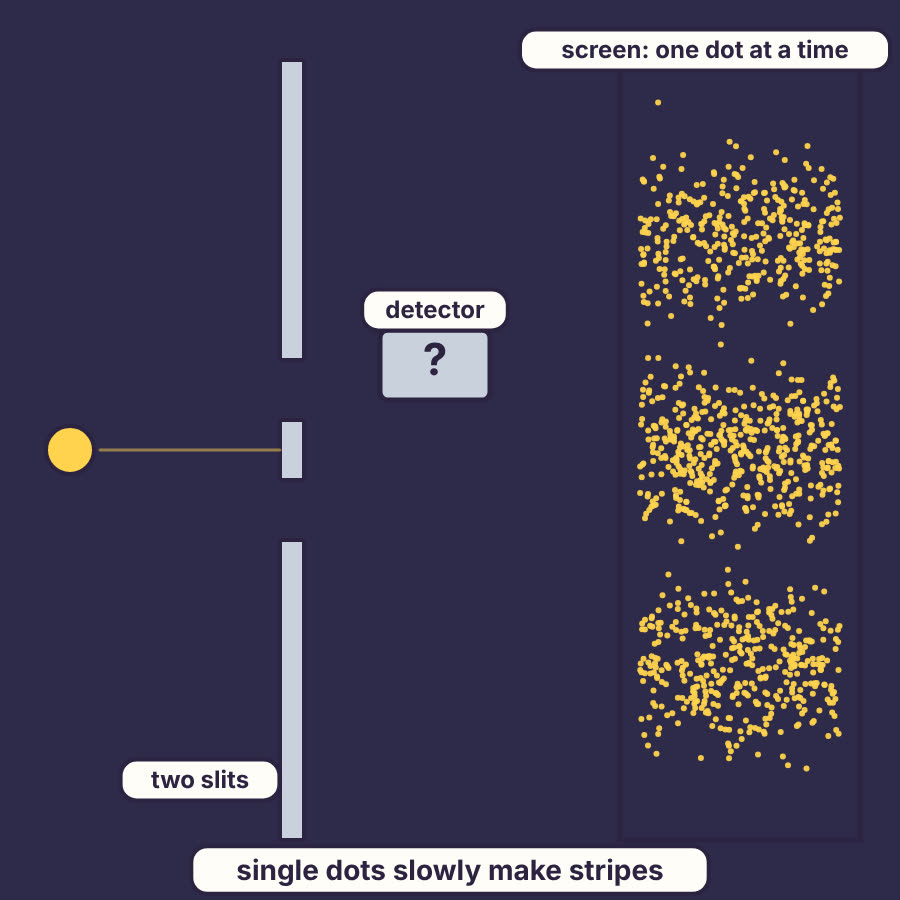 screen: one dot at a time
detector
?
two slits
single dots slowly make stripes